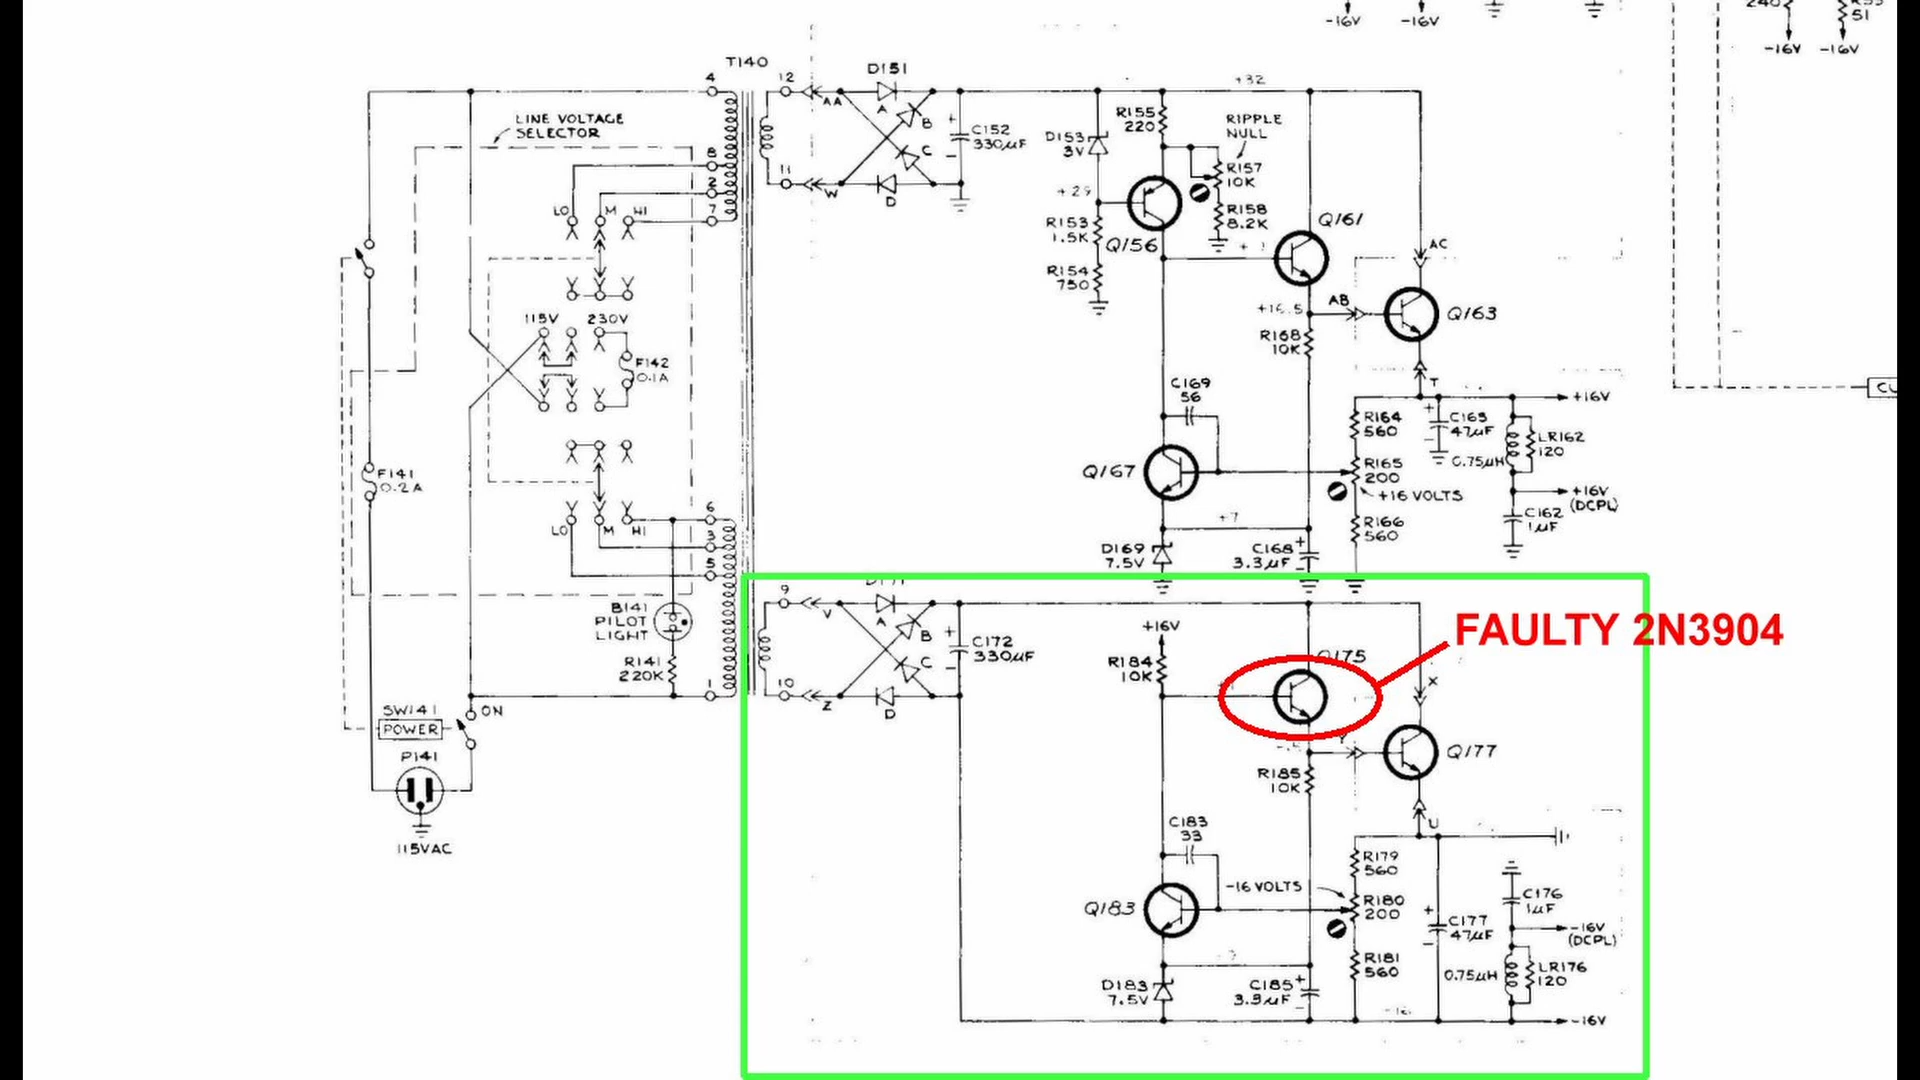 -16V
-16V
51
-16V
-16V
T140
4
12
D151
+32
AA
A
B
LINE VOLTAGE
SELECTOR
C152
330µF
R155
220
RIPPLE
NULL
D153
3V
C
R157
10K
8
11
2
W
D
LO
M
HI
7
R153
1.5K
Q156
R158
8.2K
Q161
AC
R154
750
+16.5
AB
Q163
115V
230V
R168
10K
F142
0.1A
C169
56
T
+16V
R164
560
47µF
LR162
120
0.75µH
Q167
R165
200
+16 VOLTS
+16V
(DCPL)
F141
0.2A
C162
1µF
+7
R166
560
6
LO
M
HI
3
D169
7.5V
C168
3.3µF
5
9
V
B141
PILOT
LIGHT
A
B
C172
330µF
+16V
FAULTY 2N3904
R184
10K
Q175
C
R141
220K
X
1
10
Z
D
SW141
ON
POWER
Y
Q177
P141
R185
10K
115VAC
U
C183
33
R179
560
-16 VOLTS
C176
1µF
Q183
R180
200
C177
47µF
-16V
(DCPL)
R181
560
0.75µH
LR176
120
D183
7.5V
C185
3.3µF
-16V